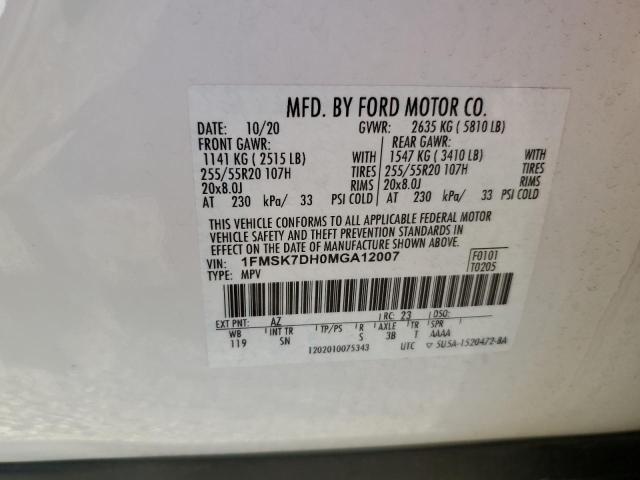 MFD. BY FORD MOTOR CO.
DATE: 10/20 GVWR: 2635 KG ( 5810 LB)
FRONT GAWR: REAR GAWR:
1141 KG ( 2515 LB) WITH 1547 KG ( 3410 LB) WITH
255/55R20 107H TIRES 255/55R20 107H TIRES
20x8.0J RIMS 20x8.0J RIMS
AT 230 kPa/ 33 PSI COLD AT 230 kPa/ 33 PSI COLD
THIS VEHICLE CONFORMS TO ALL APPLICABLE FEDERAL MOTOR
VEHICLE SAFETY AND THEFT PREVENTION STANDARDS IN
EFFECT ON THE DATE OF MANUFACTURE SHOWN ABOVE.
VIN: 1FMSK7DH0MGA12007 F0101
TYPE: MPV T0205
EXT PNT: AZ RC: 23 DSO:
WB INT TR TP/PS R AXLE TR SPR
119 SN S 3B T AAAA
1202010075343 UTC ▽ 5U5A-1520472-BA